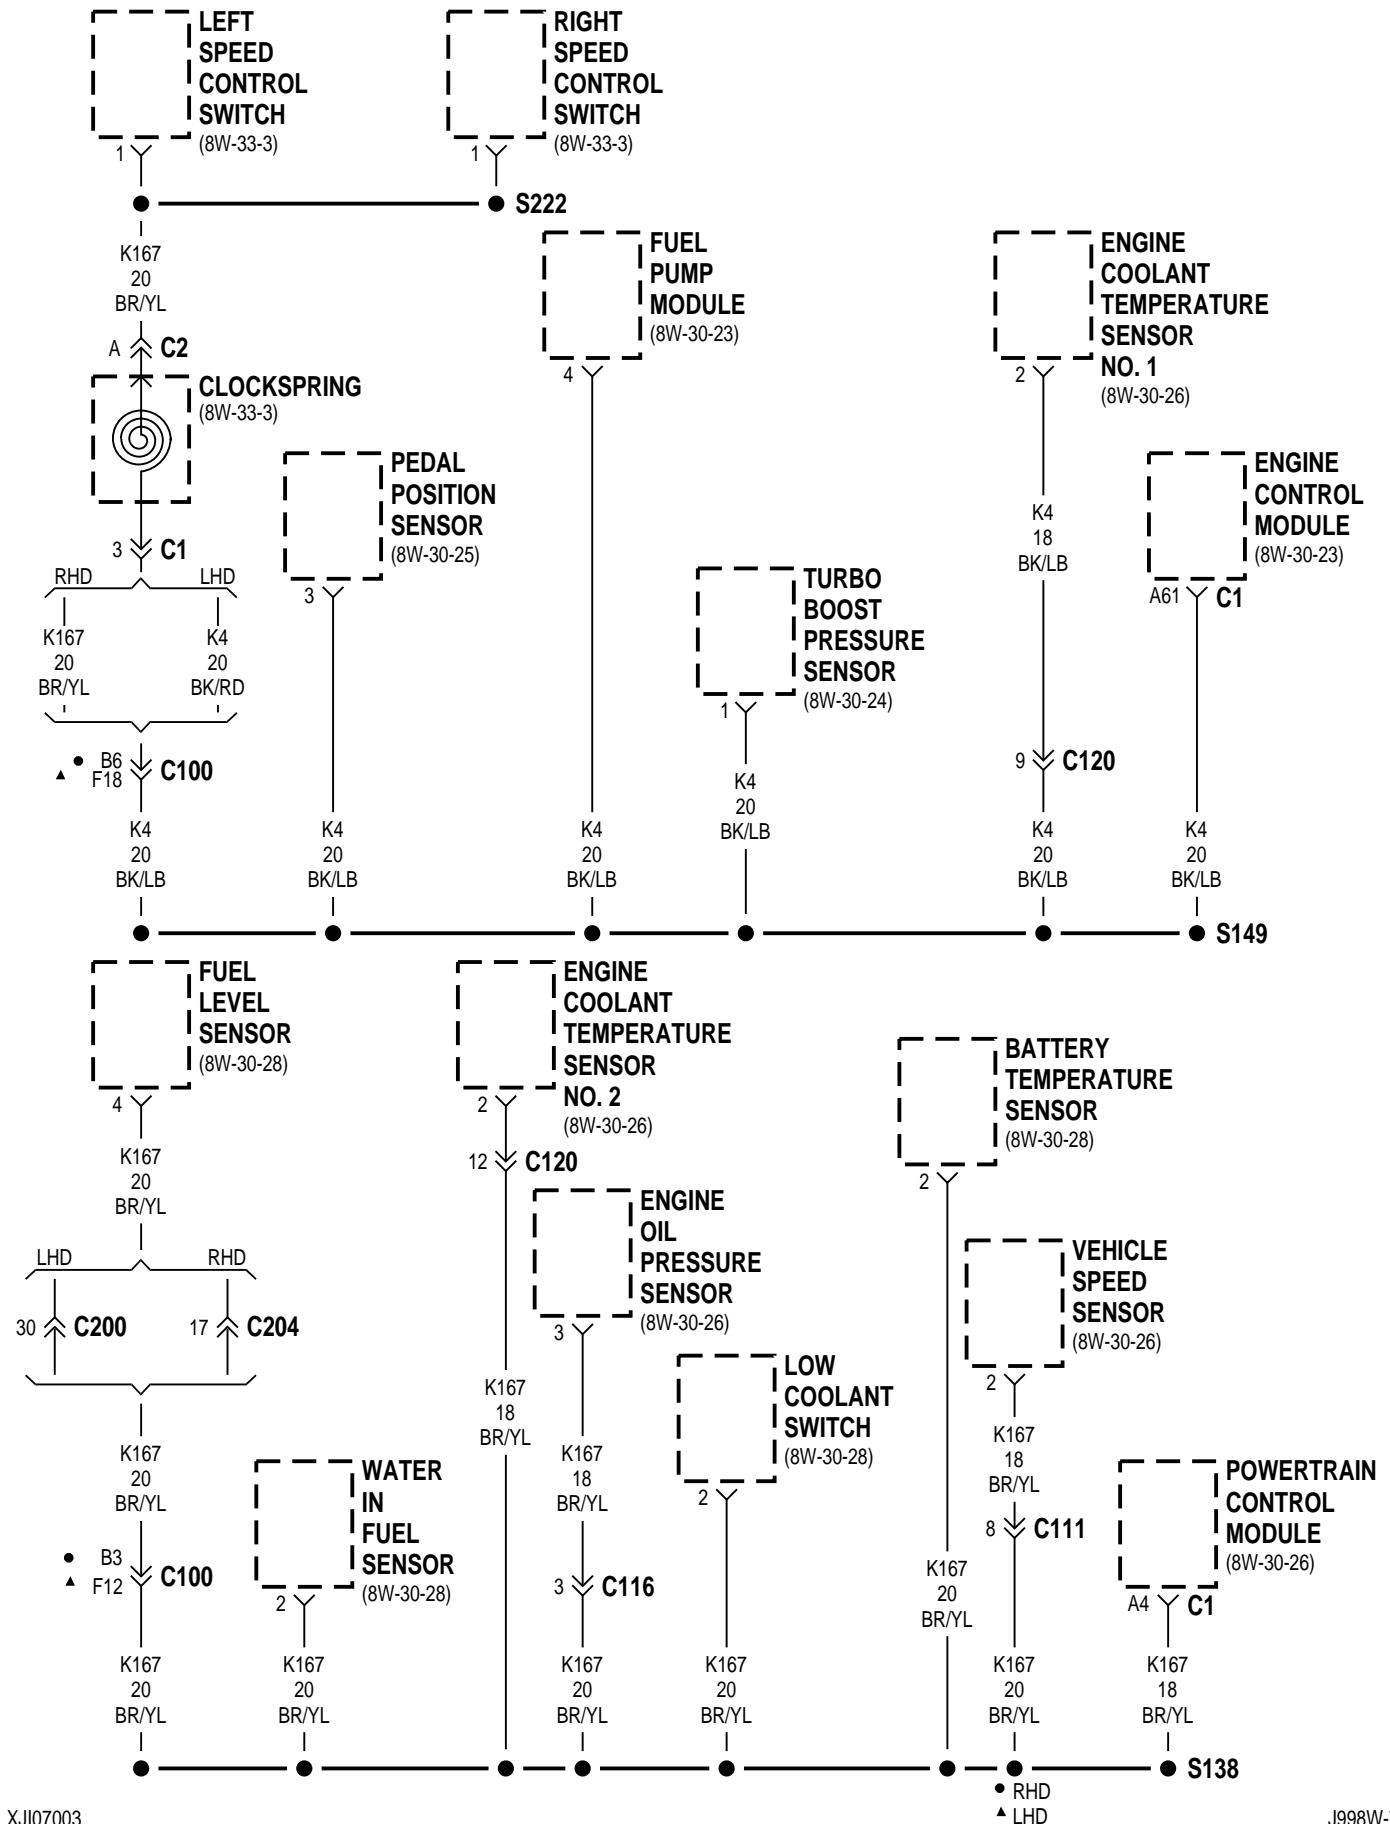 LEFT
SPEED
CONTROL
SWITCH
(8W-33-3)
1
RIGHT
SPEED
CONTROL
SWITCH
(8W-33-3)
1
S222
K167
20
BR/YL
A
C2
CLOCKSPRING
(8W-33-3)
3
C1
RHD
LHD
K167
20
BR/YL
K4
20
BK/RD
● B6
▲ F18
C100
K4
20
BK/LB
PEDAL
POSITION
SENSOR
(8W-30-25)
3
K4
20
BK/LB
FUEL
PUMP
MODULE
(8W-30-23)
4
K4
20
BK/LB
TURBO
BOOST
PRESSURE
SENSOR
(8W-30-24)
1
K4
20
BK/LB
ENGINE
COOLANT
TEMPERATURE
SENSOR
NO. 1
(8W-30-26)
2
K4
18
BK/LB
9
C120
K4
20
BK/LB
ENGINE
CONTROL
MODULE
(8W-30-23)
A61
C1
K4
20
BK/LB
S149
FUEL
LEVEL
SENSOR
(8W-30-28)
4
K167
20
BR/YL
LHD
RHD
30
C200
17
C204
K167
20
BR/YL
● B3
▲ F12
C100
K167
20
BR/YL
WATER
IN
FUEL
SENSOR
(8W-30-28)
2
K167
20
BR/YL
ENGINE
COOLANT
TEMPERATURE
SENSOR
NO. 2
(8W-30-26)
2
12
C120
K167
18
BR/YL
ENGINE
OIL
PRESSURE
SENSOR
(8W-30-26)
3
K167
18
BR/YL
3
C116
K167
20
BR/YL
LOW
COOLANT
SWITCH
(8W-30-28)
2
K167
20
BR/YL
BATTERY
TEMPERATURE
SENSOR
(8W-30-28)
2
K167
20
BR/YL
VEHICLE
SPEED
SENSOR
(8W-30-26)
2
K167
18
BR/YL
8
C111
K167
20
BR/YL
POWERTRAIN
CONTROL
MODULE
(8W-30-26)
A4
C1
K167
18
BR/YL
S138
● RHD
▲ LHD
XJI07003
J998W-